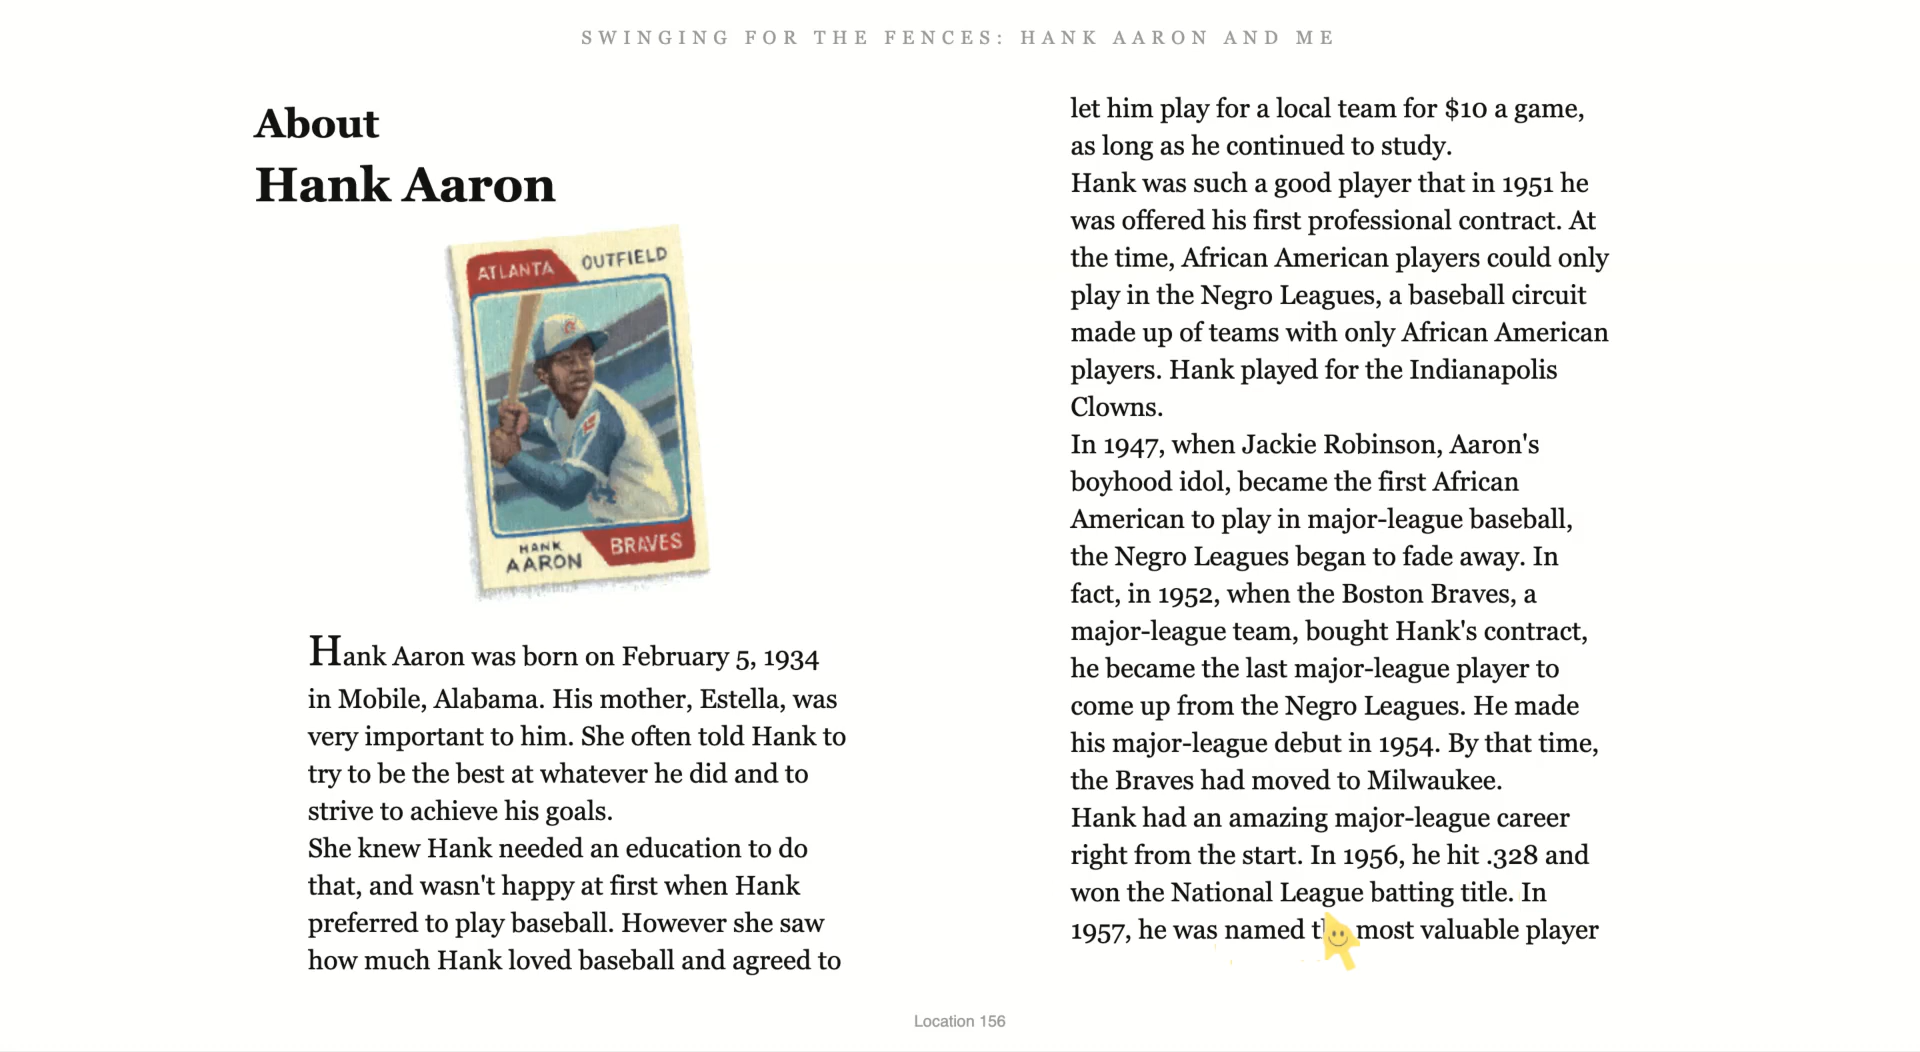 SWINGING FOR THE FENCES: HANK AARON AND ME
About
Hank Aaron
ATLANTA
OUTFIELD
HANK
AARON
BRAVES
Hank Aaron was born on February 5, 1934
in Mobile, Alabama. His mother, Estella, was
very important to him. She often told Hank to
try to be the best at whatever he did and to
strive to achieve his goals.
She knew Hank needed an education to do
that, and wasn't happy at first when Hank
preferred to play baseball. However she saw
how much Hank loved baseball and agreed to
let him play for a local team for $10 a game,
as long as he continued to study.
Hank was such a good player that in 1951 he
was offered his first professional contract. At
the time, African American players could only
play in the Negro Leagues, a baseball circuit
made up of teams with only African American
players. Hank played for the Indianapolis
Clowns.
In 1947, when Jackie Robinson, Aaron's
boyhood idol, became the first African
American to play in major-league baseball,
the Negro Leagues began to fade away. In
fact, in 1952, when the Boston Braves, a
major-league team, bought Hank's contract,
he became the last major-league player to
come up from the Negro Leagues. He made
his major-league debut in 1954. By that time,
the Braves had moved to Milwaukee.
Hank had an amazing major-league career
right from the start. In 1956, he hit .328 and
won the National League batting title. In
1957, he was named most valuable player
Location 156